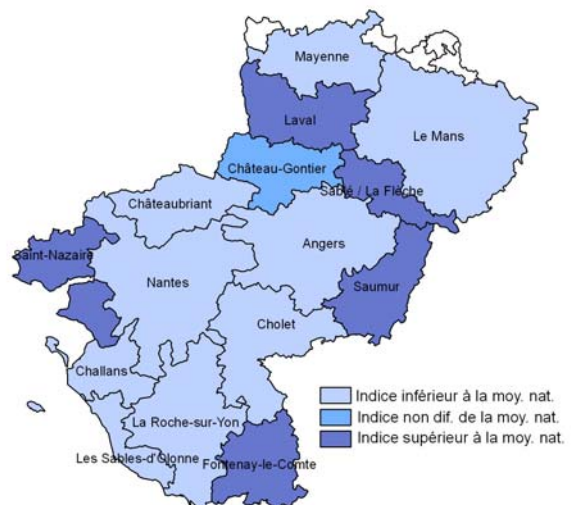 Mayenne
Laval
Le Mans
Château-Gontier
Sablé / La Flèche
Châteaubriant
Angers
Saint-Nazaire
Nantes
Saumur
Cholet
Challans
La Roche-sur-Yon
Les Sables-d'Olonne
Fontenay-le-Comte
Indice inférieur à la moy. nat.
Indice non dif. de la moy. nat.
Indice supérieur à la moy. nat.